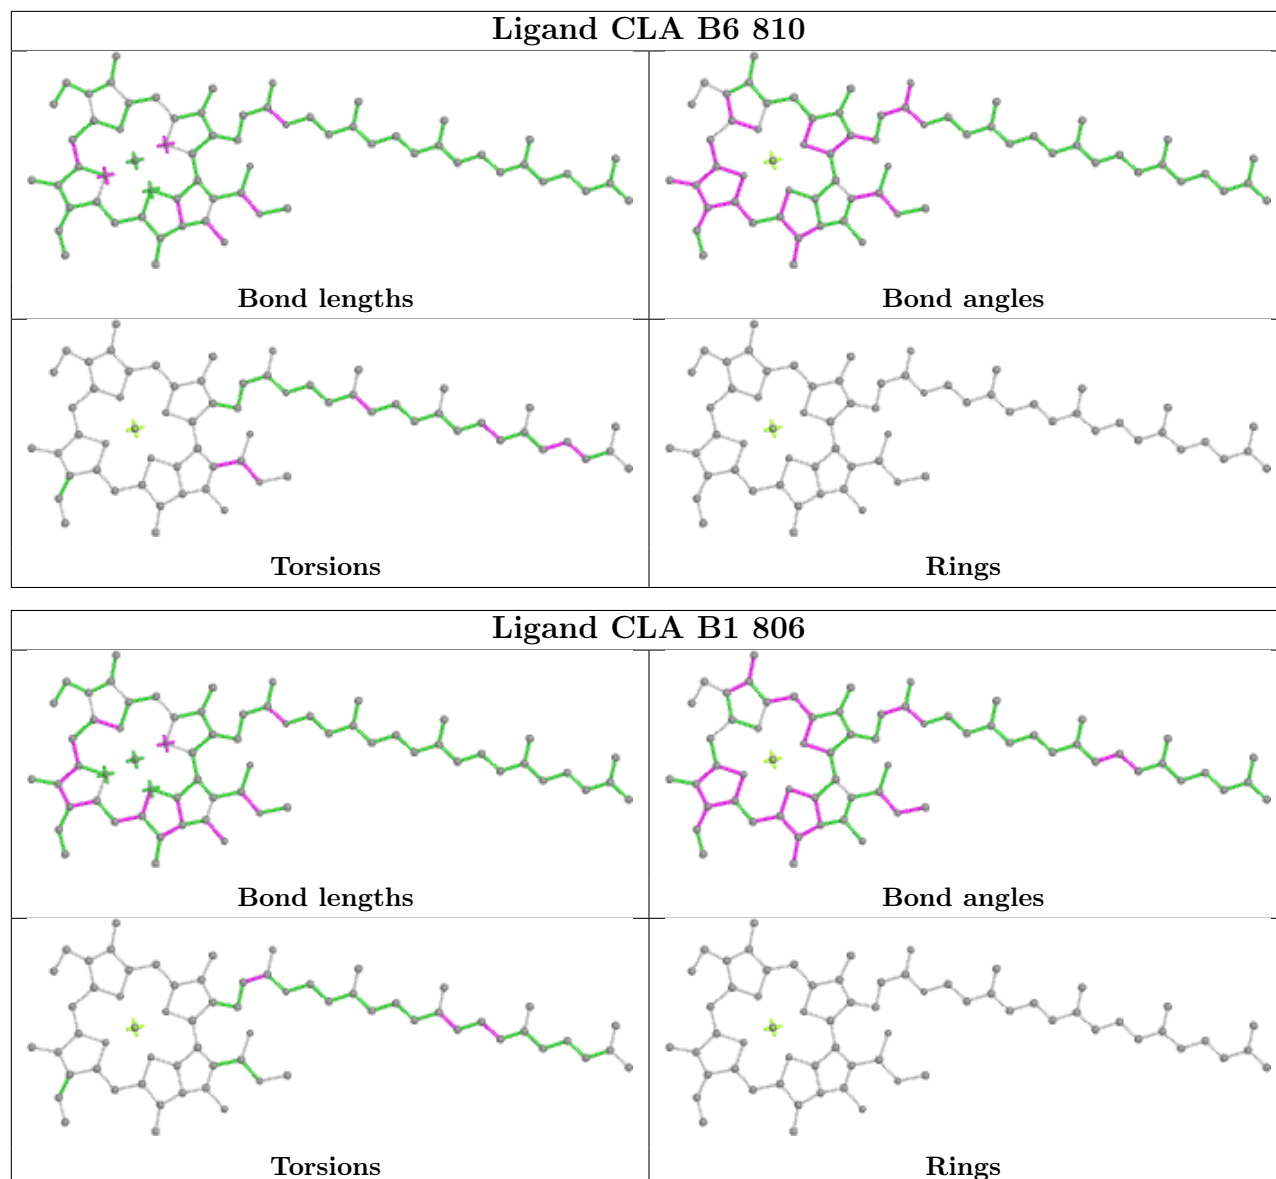 Ligand CLA B6 810
Bond lengths
Bond angles
Torsions
Rings
Ligand CLA B1 806
Bond lengths
Bond angles
Torsions
Rings